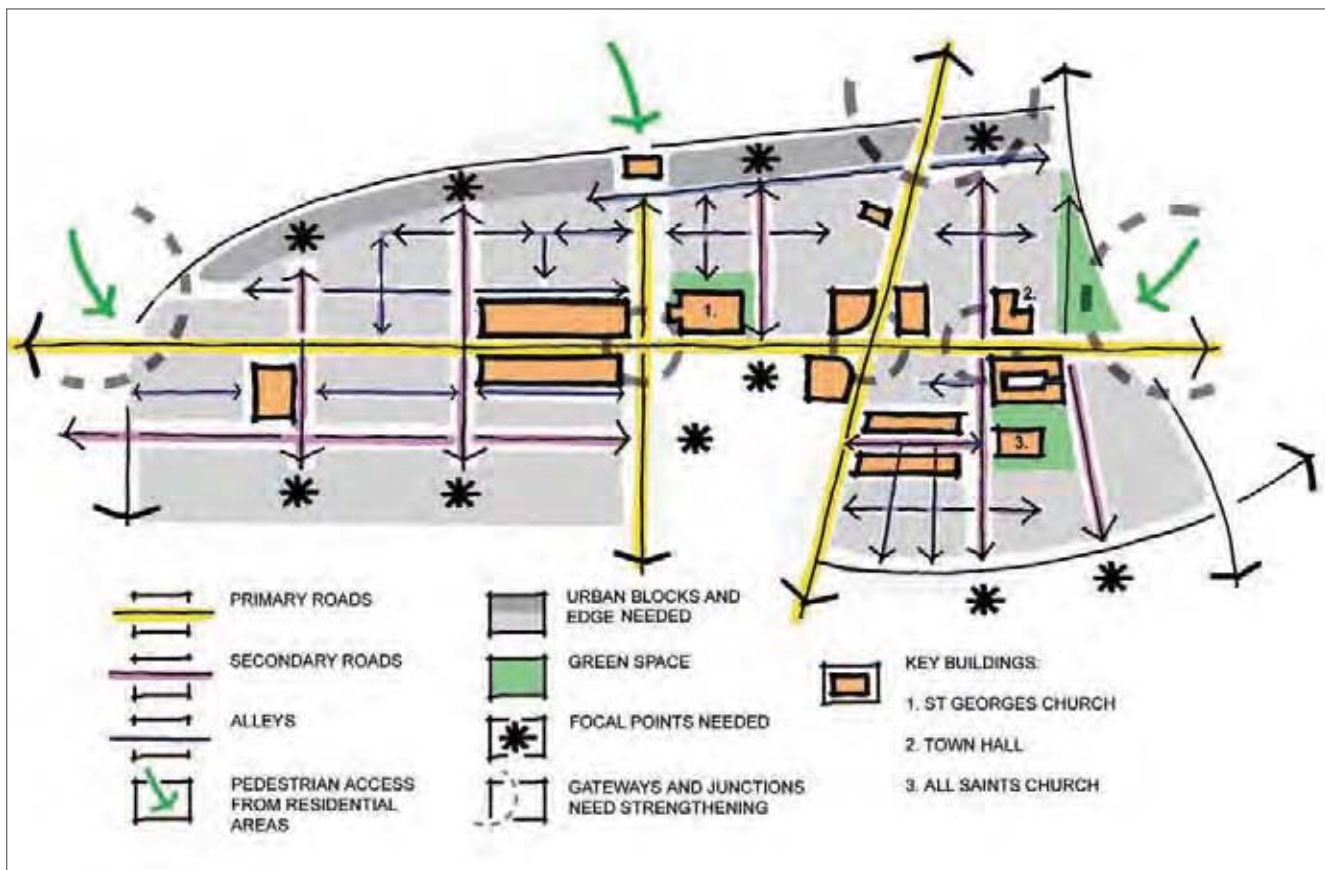 1.
2.
3.
PRIMARY ROADS
SECONDARY ROADS
ALLEYS
PEDESTRIAN ACCESS
FROM RESIDENTIAL
AREAS
URBAN BLOCKS AND
EDGE NEEDED
GREEN SPACE
FOCAL POINTS NEEDED
GATEWAYS AND JUNCTIONS
NEED STRENGTHENING
KEY BUILDINGS:
1. ST GEORGES CHURCH
2. TOWN HALL
3. ALL SAINTS CHURCH